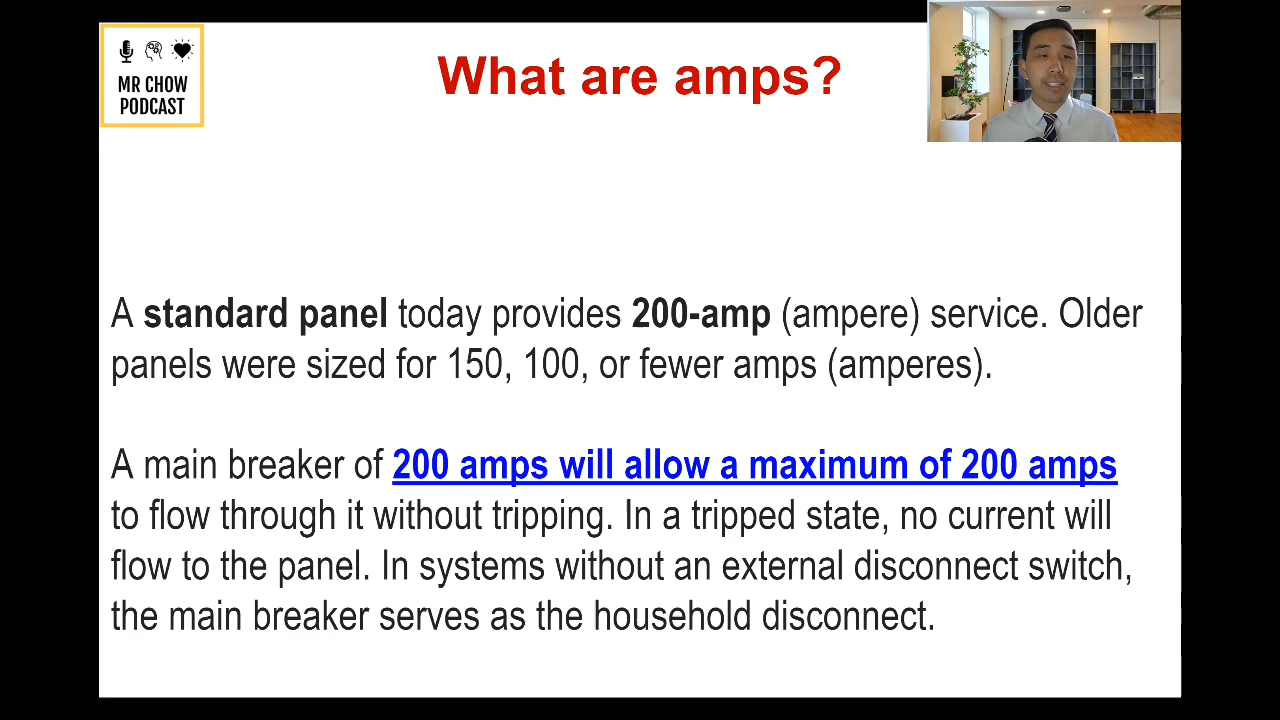 MR CHOW
PODCAST
What are amps?
A standard panel today provides 200-amp (ampere) service. Older
panels were sized for 150, 100, or fewer amps (amperes).
A main breaker of 200 amps will allow a maximum of 200 amps
to flow through it without tripping. In a tripped state, no current will
flow to the panel. In systems without an external disconnect switch,
the main breaker serves as the household disconnect.